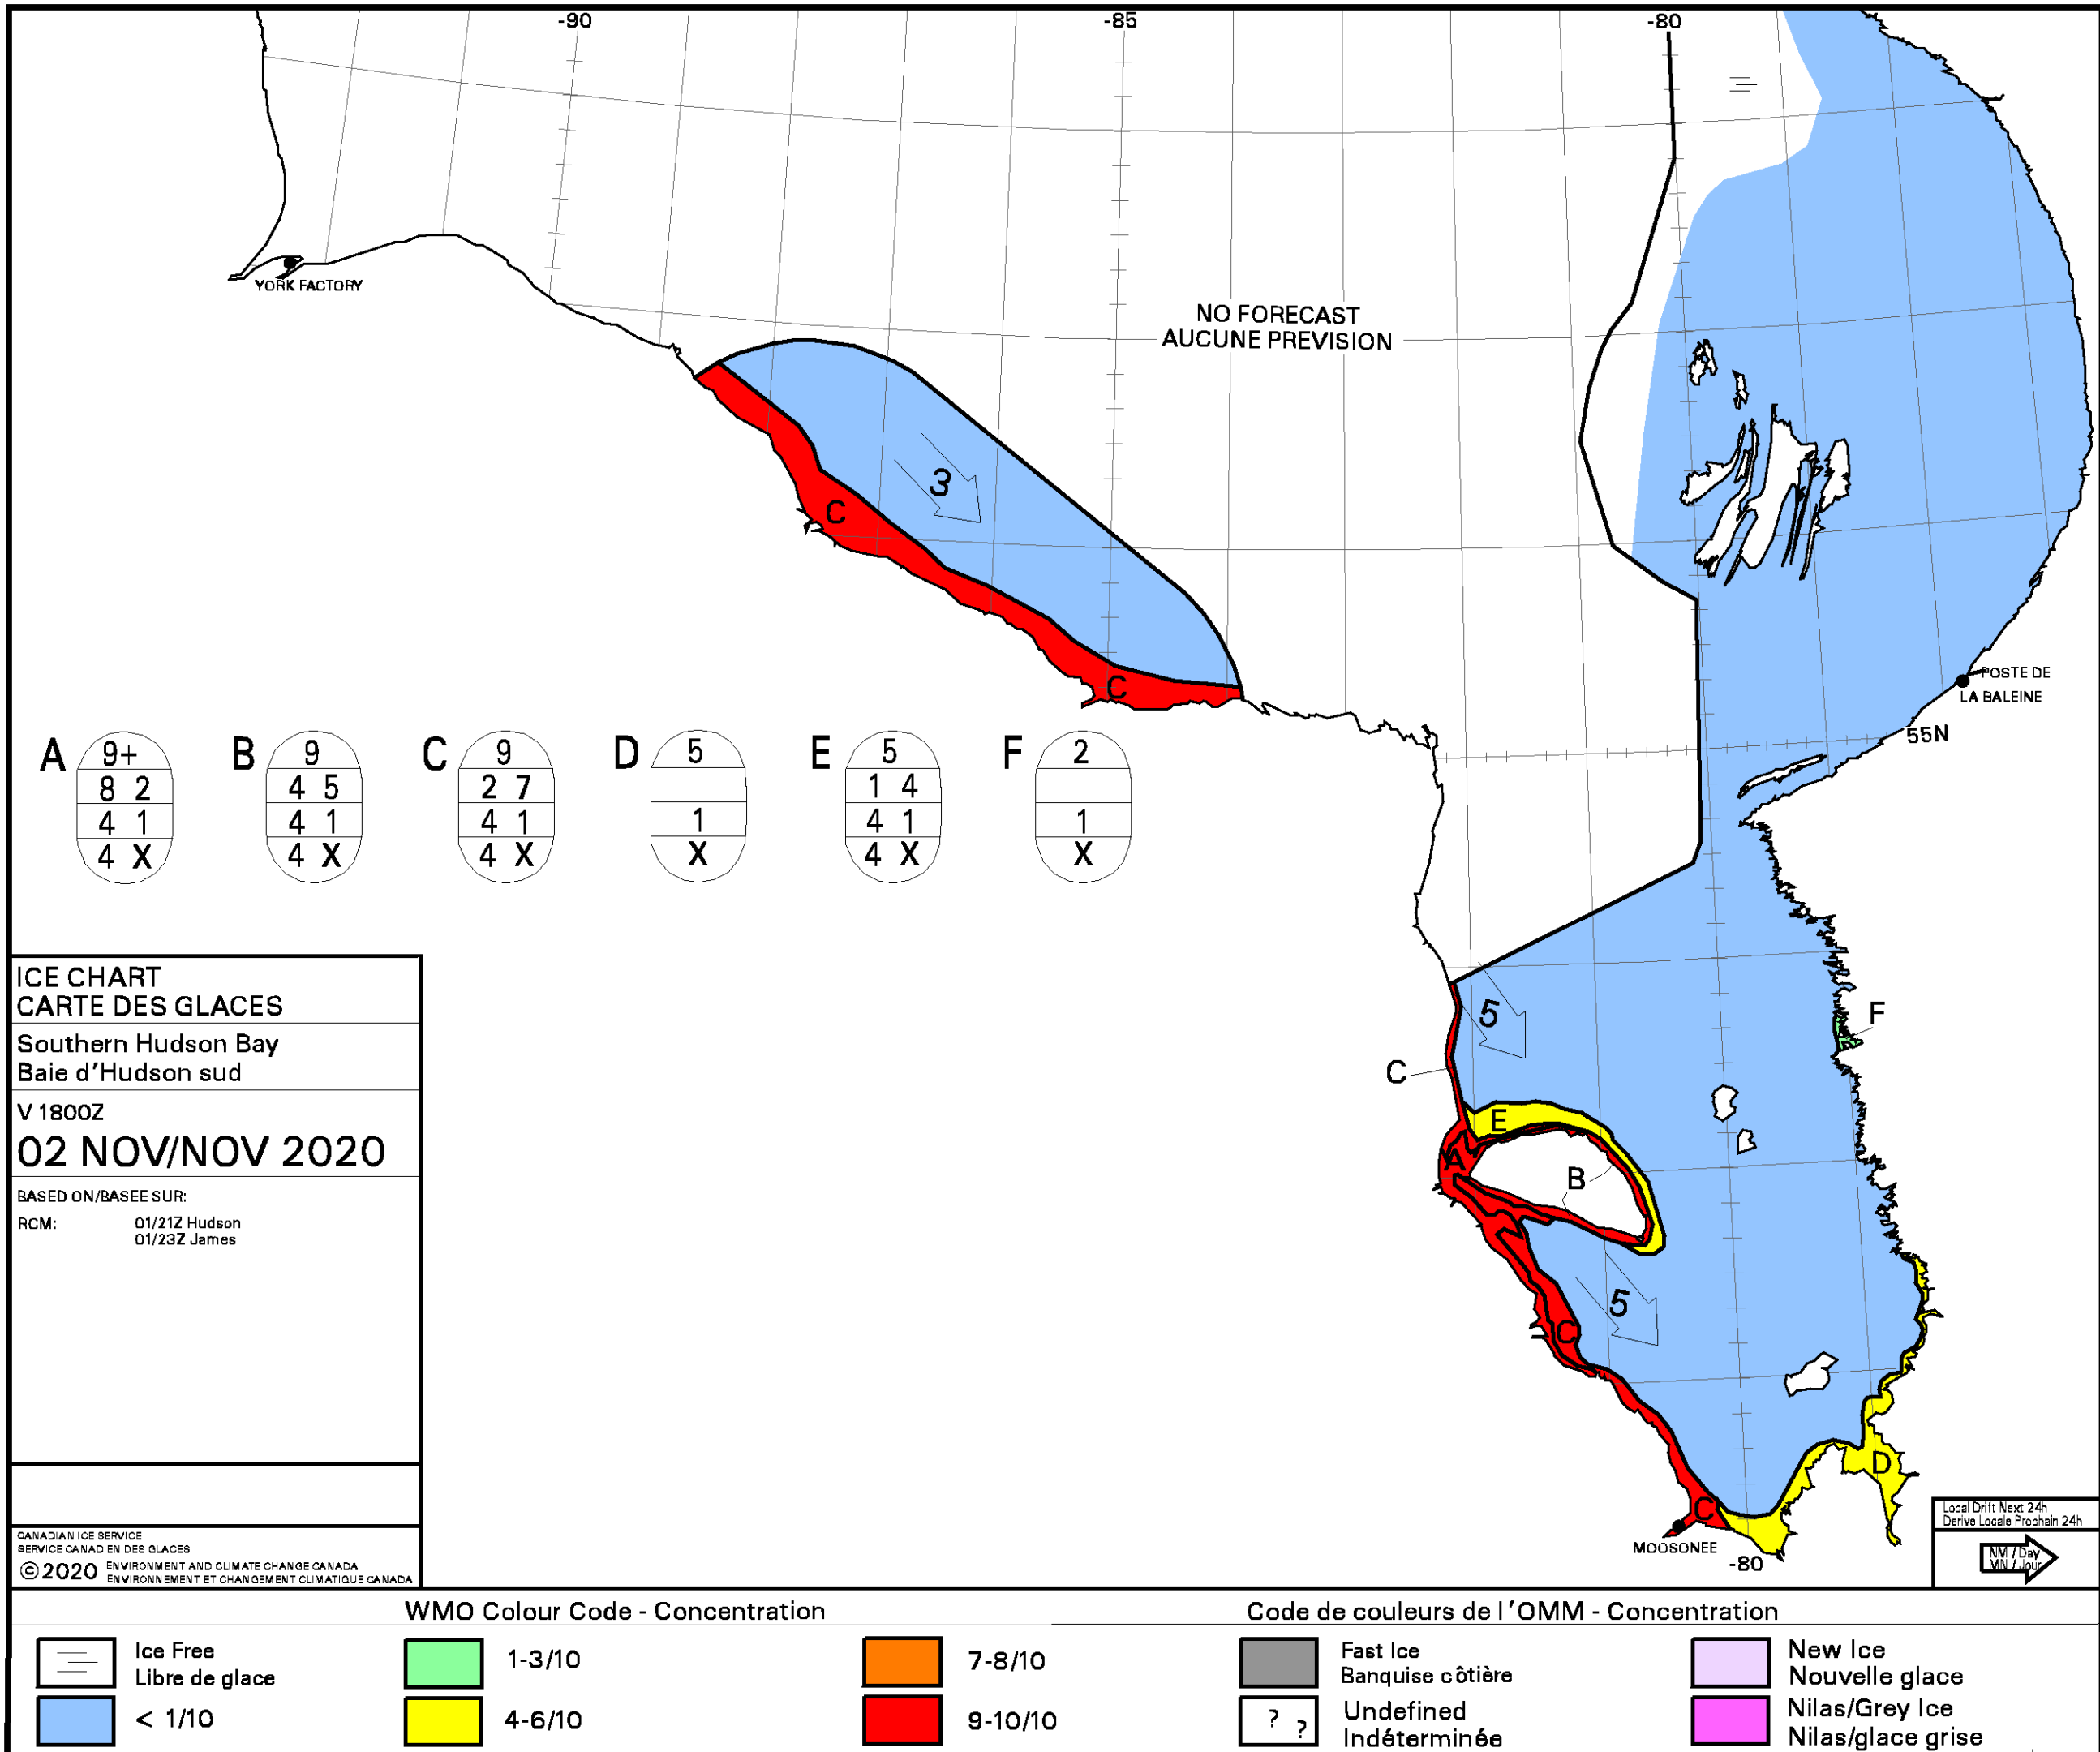 -90
-85
-80
YORK FACTORY
NO FORECAST
AUCUNE PREVISION
3
C
C
POSTE DE
LA BALEINE
55N
A
9+
8 2
4 1
4 X
B
9
4 5
4 1
4 X
C
9
2 7
4 1
4 X
D
5
1
X
E
5
1 4
4 1
4 X
F
2
1
X
5
F
C
E
A
B
5
C
D
C
MOOSONEE
-80
ICE CHART
CARTE DES GLACES
Southern Hudson Bay
Baie d'Hudson sud
V 1800Z
02 NOV/NOV 2020
BASED ON/BASEE SUR:
RCM: 01/21Z Hudson
01/23Z James
CANADIAN ICE SERVICE
SERVICE CANADIEN DES GLACES
© 2020 ENVIRONMENT AND CLIMATE CHANGE CANADA
ENVIRONNEMENT ET CHANGEMENT CLIMATIQUE CANADA
Local Drift Next 24h
Derive Locale Prochain 24h
NM / Day
MN / Jour
WMO Colour Code - Concentration
Code de couleurs de l'OMM - Concentration
Ice Free
Libre de glace
< 1/10
1-3/10
4-6/10
7-8/10
9-10/10
Fast Ice
Banquise côtière
? ?
Undefined
Indéterminée
New Ice
Nouvelle glace
Nilas/Grey Ice
Nilas/glace grise